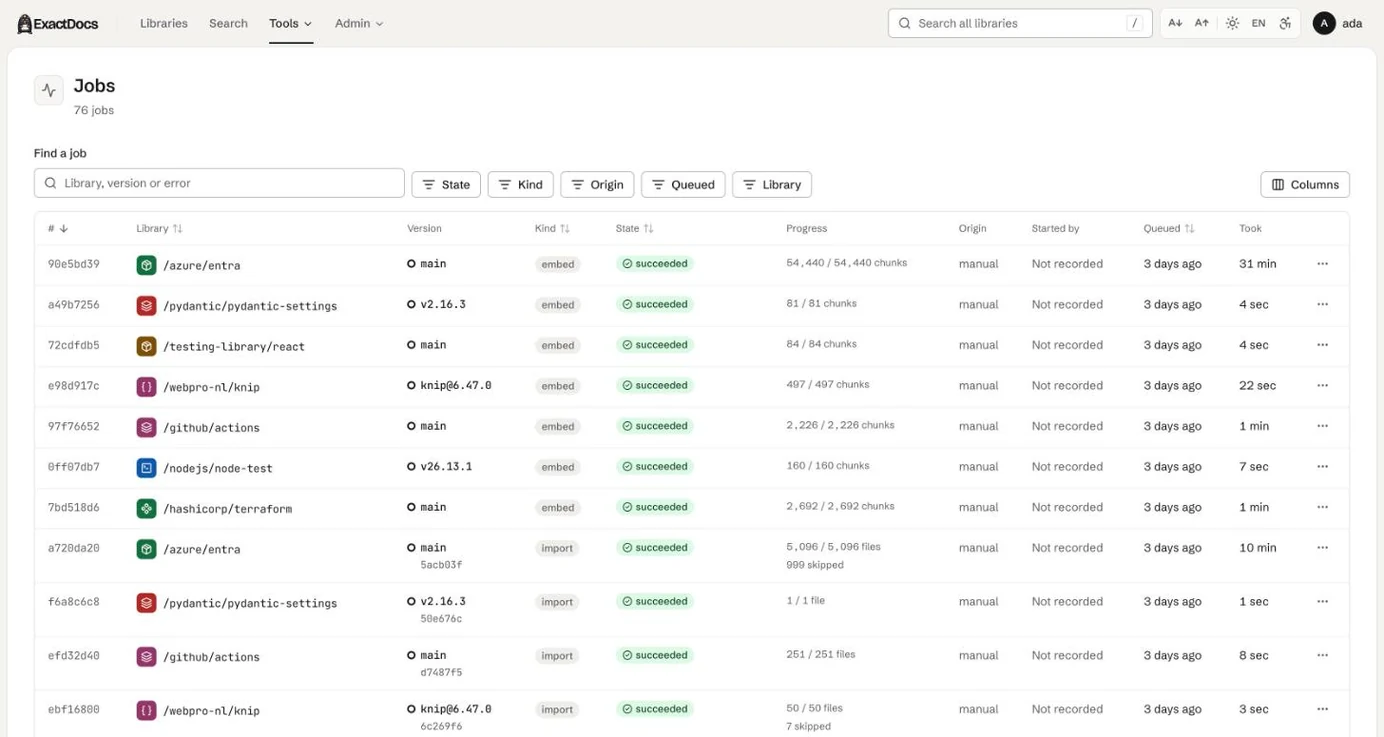 ExactDocs Libraries Search Tools Admin Search all libraries / A↓ A↑ EN A ada
Jobs
76 jobs
Find a job
Library, version or error State Kind Origin Queued Library Columns
# ↓ Library ↑↓ Version Kind ↑↓ State ↑↓ Progress Origin Started by Queued ↑↓ Took
90e5bd39 /azure/entra main embed succeeded 54,440 / 54,440 chunks manual Not recorded 3 days ago 31 min ···
a49b7256 /pydantic/pydantic-settings v2.16.3 embed succeeded 81 / 81 chunks manual Not recorded 3 days ago 4 sec ···
72cdfdb5 /testing-library/react main embed succeeded 84 / 84 chunks manual Not recorded 3 days ago 4 sec ···
e98d917c /webpro-nl/knip knip@6.47.0 embed succeeded 497 / 497 chunks manual Not recorded 3 days ago 22 sec ···
97f76652 /github/actions main embed succeeded 2,226 / 2,226 chunks manual Not recorded 3 days ago 1 min ···
0ff07db7 /nodejs/node-test v26.13.1 embed succeeded 160 / 160 chunks manual Not recorded 3 days ago 7 sec ···
7bd518d6 /hashicorp/terraform main embed succeeded 2,692 / 2,692 chunks manual Not recorded 3 days ago 1 min ···
a720da20 /azure/entra main import succeeded 5,096 / 5,096 files manual Not recorded 3 days ago 10 min ···
5acb03f 999 skipped
f6a8c6c8 /pydantic/pydantic-settings v2.16.3 import succeeded 1 / 1 file manual Not recorded 3 days ago 1 sec ···
50e676c
efd32d40 /github/actions main import succeeded 251 / 251 files manual Not recorded 3 days ago 8 sec ···
d7487f5
ebf16800 /webpro-nl/knip knip@6.47.0 import succeeded 50 / 50 files manual Not recorded 3 days ago 3 sec ···
6c269f6 7 skipped